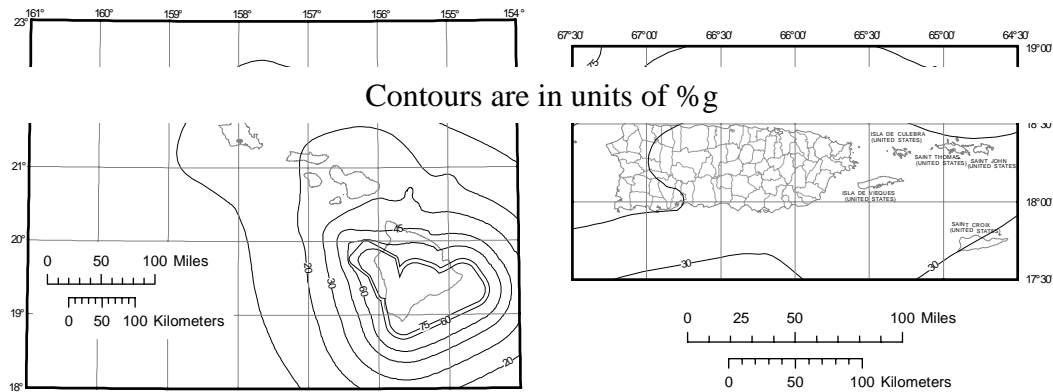 161° 160° 159° 158° 157° 156° 155° 154°
23°
67°30' 67°00' 66°30' 66°00' 65°30' 65°00' 64°30'
19°00'
75
30
Contours are in units of %g
21°
20°
19°
18°
45
20
30
60
75
60
20
0 50 100 Miles
0 50 100 Kilometers
18°30'
ISLA DE CULEBRA
(UNITED STATES)
SAINT THOMAS
(UNITED STATES)
SAINT JOHN
(UNITED STATES)
ISLA DE VIEQUES
(UNITED STATES)
18°00'
SAINT CROIX
(UNITED STATES)
30
30
17°30'
0 25 50 100 Miles
0 50 100 Kilometers